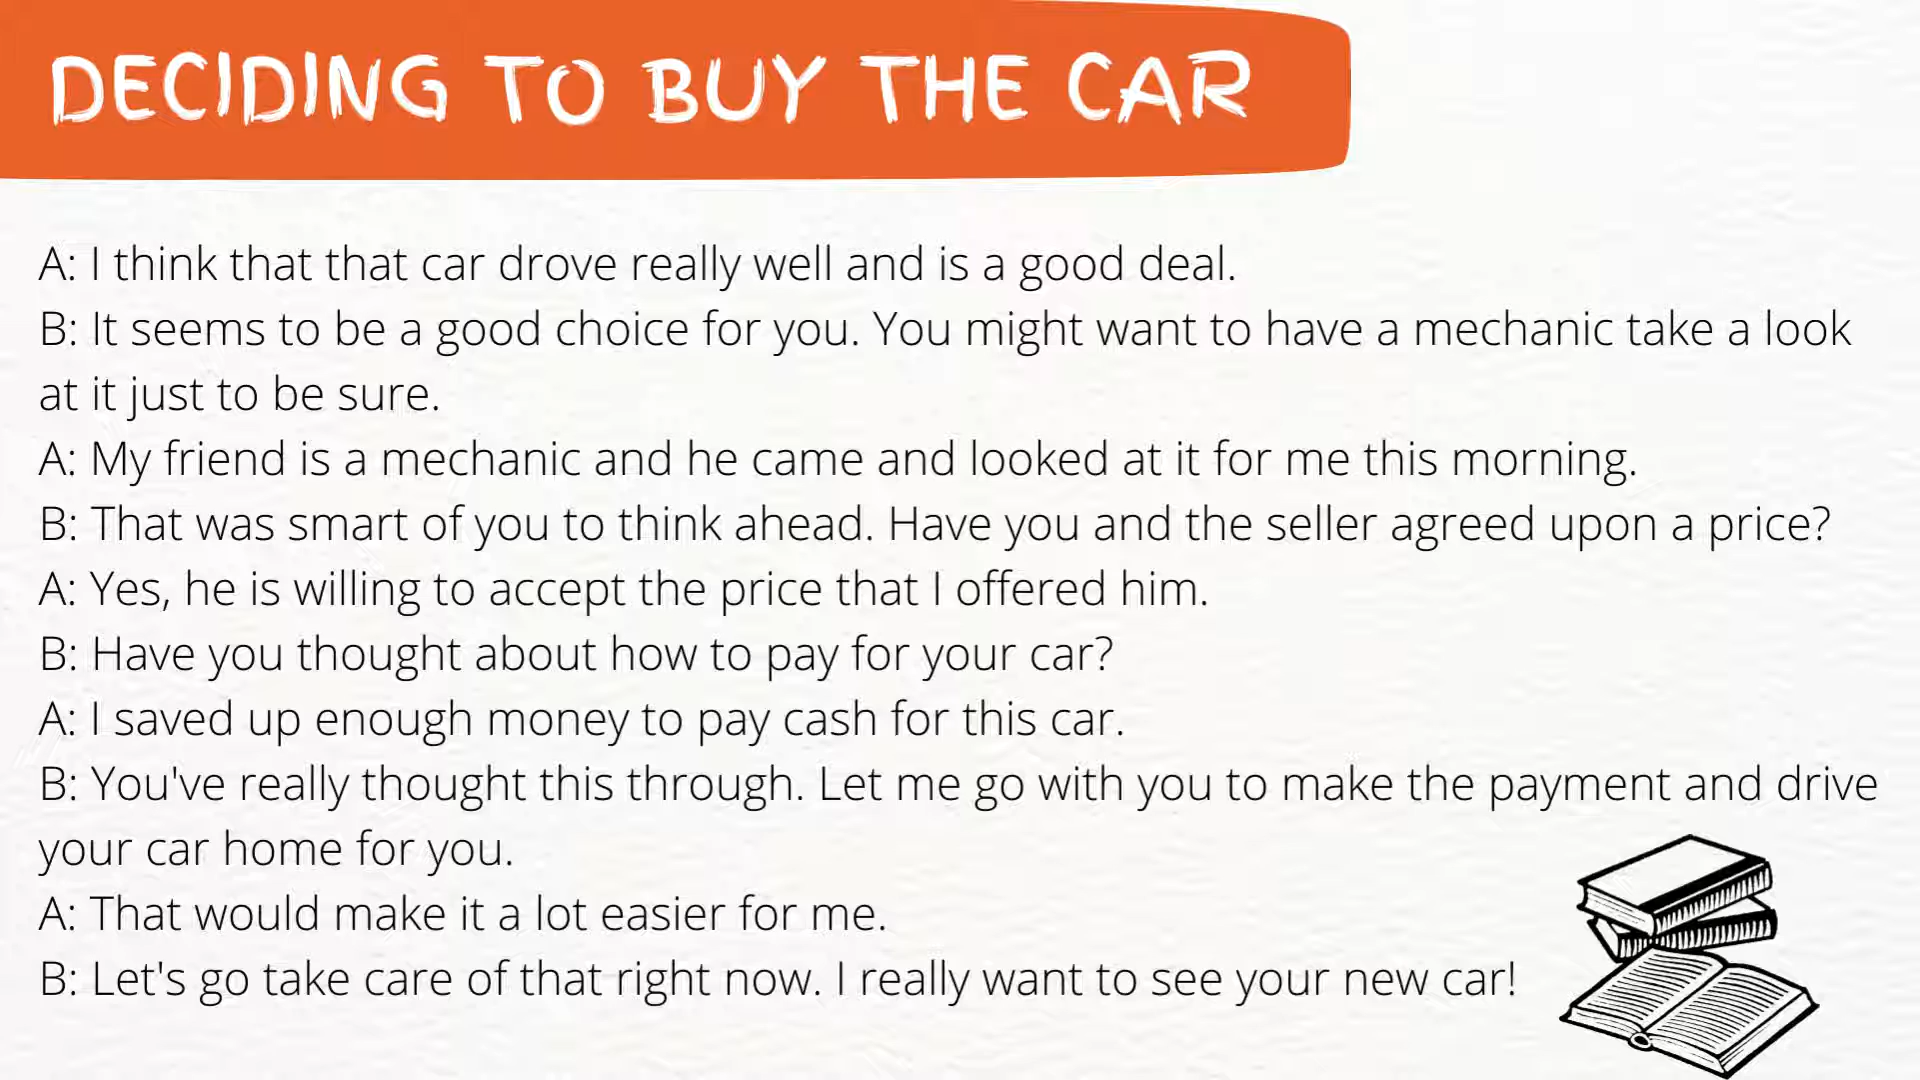 DECIDING TO BUY THE CAR
A: I think that that car drove really well and is a good deal.
B: It seems to be a good choice for you. You might want to have a mechanic take a look
at it just to be sure.
A: My friend is a mechanic and he came and looked at it for me this morning.
B: That was smart of you to think ahead. Have you and the seller agreed upon a price?
A: Yes, he is willing to accept the price that I offered him.
B: Have you thought about how to pay for your car?
A: I saved up enough money to pay cash for this car.
B: You've really thought this through. Let me go with you to make the payment and drive
your car home for you.
A: That would make it a lot easier for me.
B: Let's go take care of that right now. I really want to see your new car!